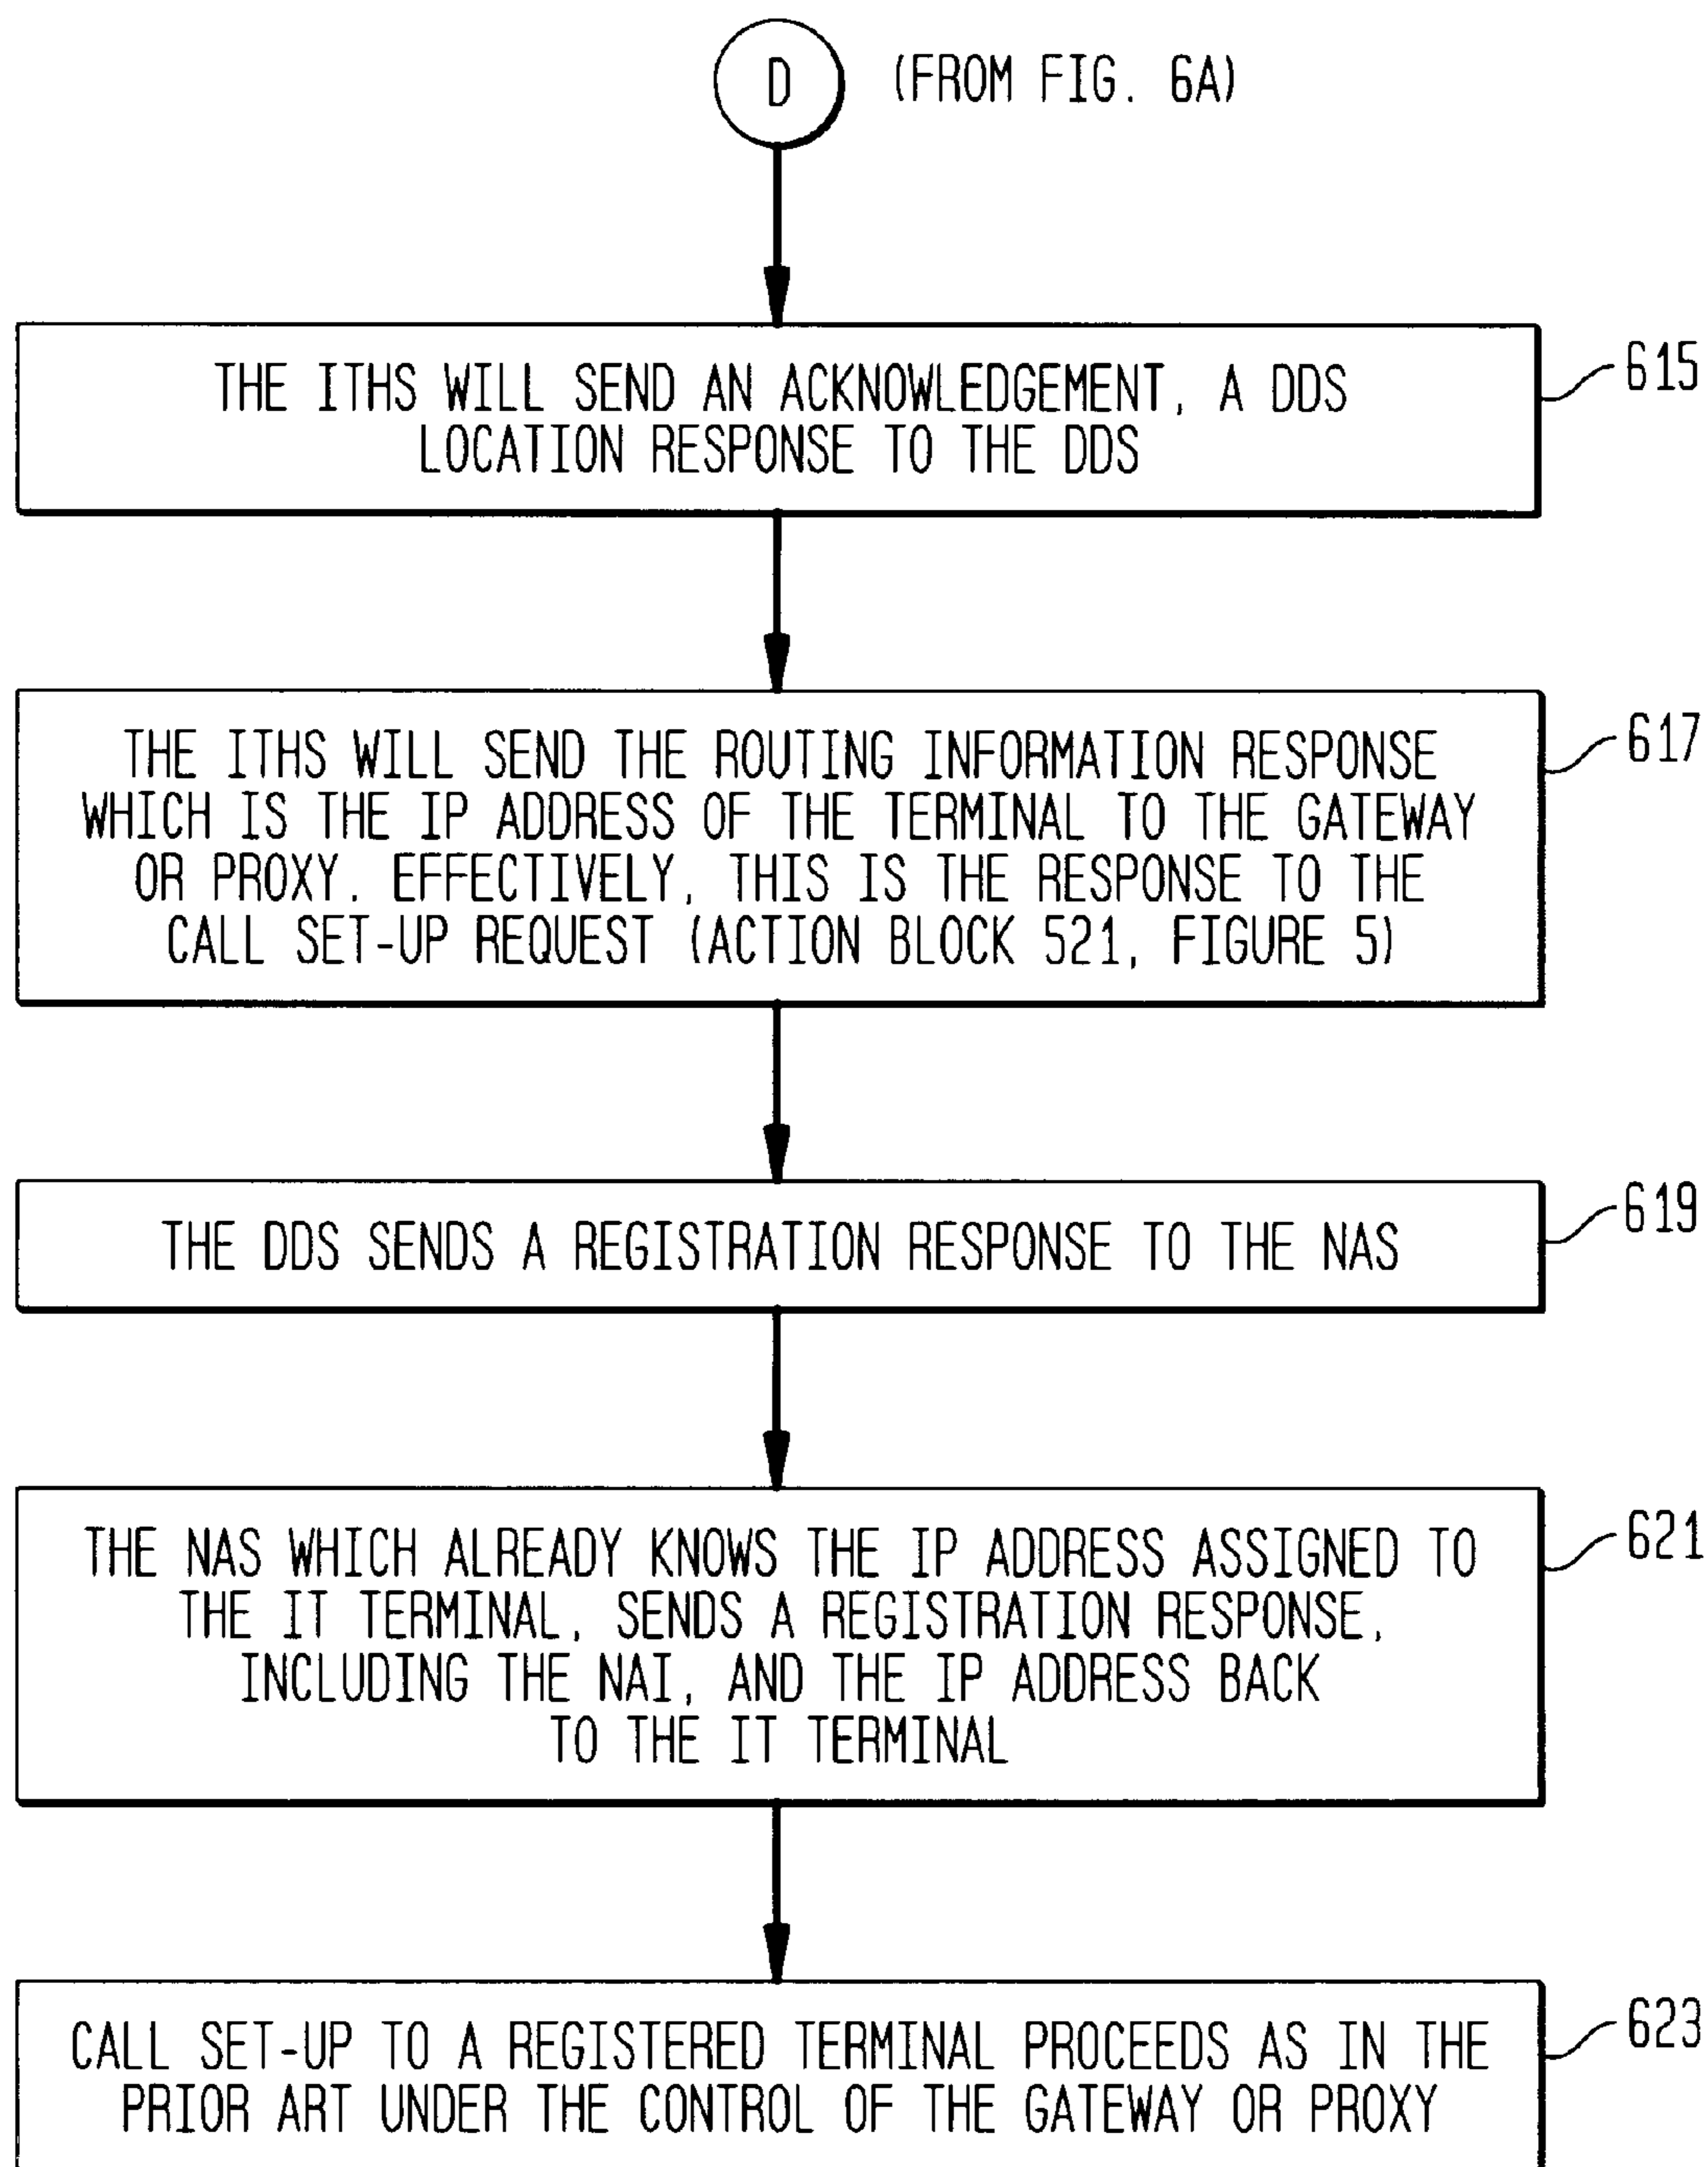 D (FROM FIG. 6A)
THE ITHS WILL SEND AN ACKNOWLEDGEMENT, A DDS
LOCATION RESPONSE TO THE DDS
615
THE ITHS WILL SEND THE ROUTING INFORMATION RESPONSE
WHICH IS THE IP ADDRESS OF THE TERMINAL TO THE GATEWAY
OR PROXY. EFFECTIVELY, THIS IS THE RESPONSE TO THE
CALL SET-UP REQUEST (ACTION BLOCK 521, FIGURE 5)
617
THE DDS SENDS A REGISTRATION RESPONSE TO THE NAS
619
THE NAS WHICH ALREADY KNOWS THE IP ADDRESS ASSIGNED TO
THE IT TERMINAL, SENDS A REGISTRATION RESPONSE,
INCLUDING THE NAI, AND THE IP ADDRESS BACK
TO THE IT TERMINAL
621
CALL SET-UP TO A REGISTERED TERMINAL PROCEEDS AS IN THE
PRIOR ART UNDER THE CONTROL OF THE GATEWAY OR PROXY
623